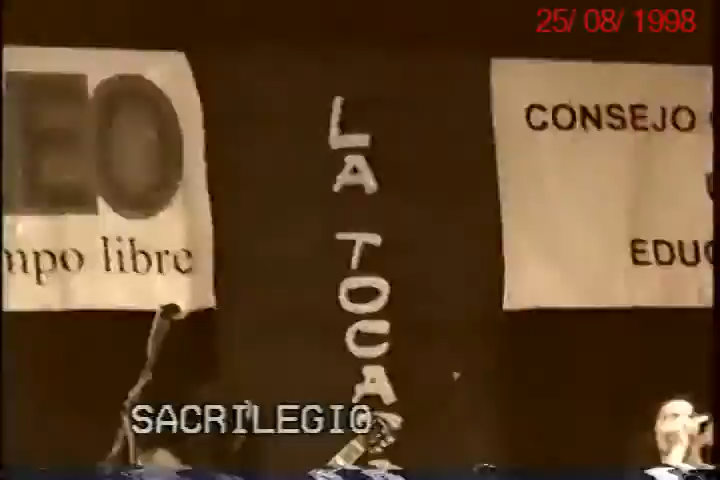 25/ 08/ 1998
EO
mpo libre
LA TOCA
CONSEJO
EDUC
SACRILEGIO